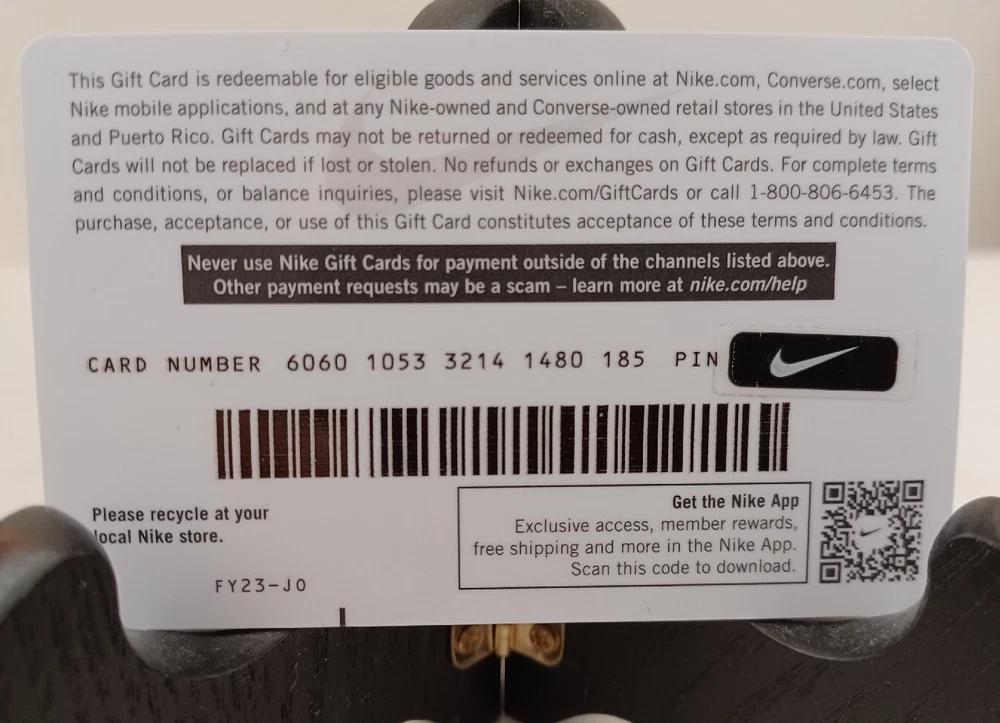 This Gift Card is redeemable for eligible goods and services online at Nike.com, Converse.com, select
Nike mobile applications, and at any Nike-owned and Converse-owned retail stores in the United States
and Puerto Rico. Gift Cards may not be returned or redeemed for cash, except as required by law. Gift
Cards will not be replaced if lost or stolen. No refunds or exchanges on Gift Cards. For complete terms
and conditions, or balance inquiries, please visit Nike.com/GiftCards or call 1-800-806-6453. The
purchase, acceptance, or use of this Gift Card constitutes acceptance of these terms and conditions.
Never use Nike Gift Cards for payment outside of the channels listed above.
Other payment requests may be a scam – learn more at nike.com/help
CARD NUMBER 6060 1053 3214 1480 185 PIN
Please recycle at your
local Nike store.
FY23-JO
Get the Nike App
Exclusive access, member rewards,
free shipping and more in the Nike App.
Scan this code to download.